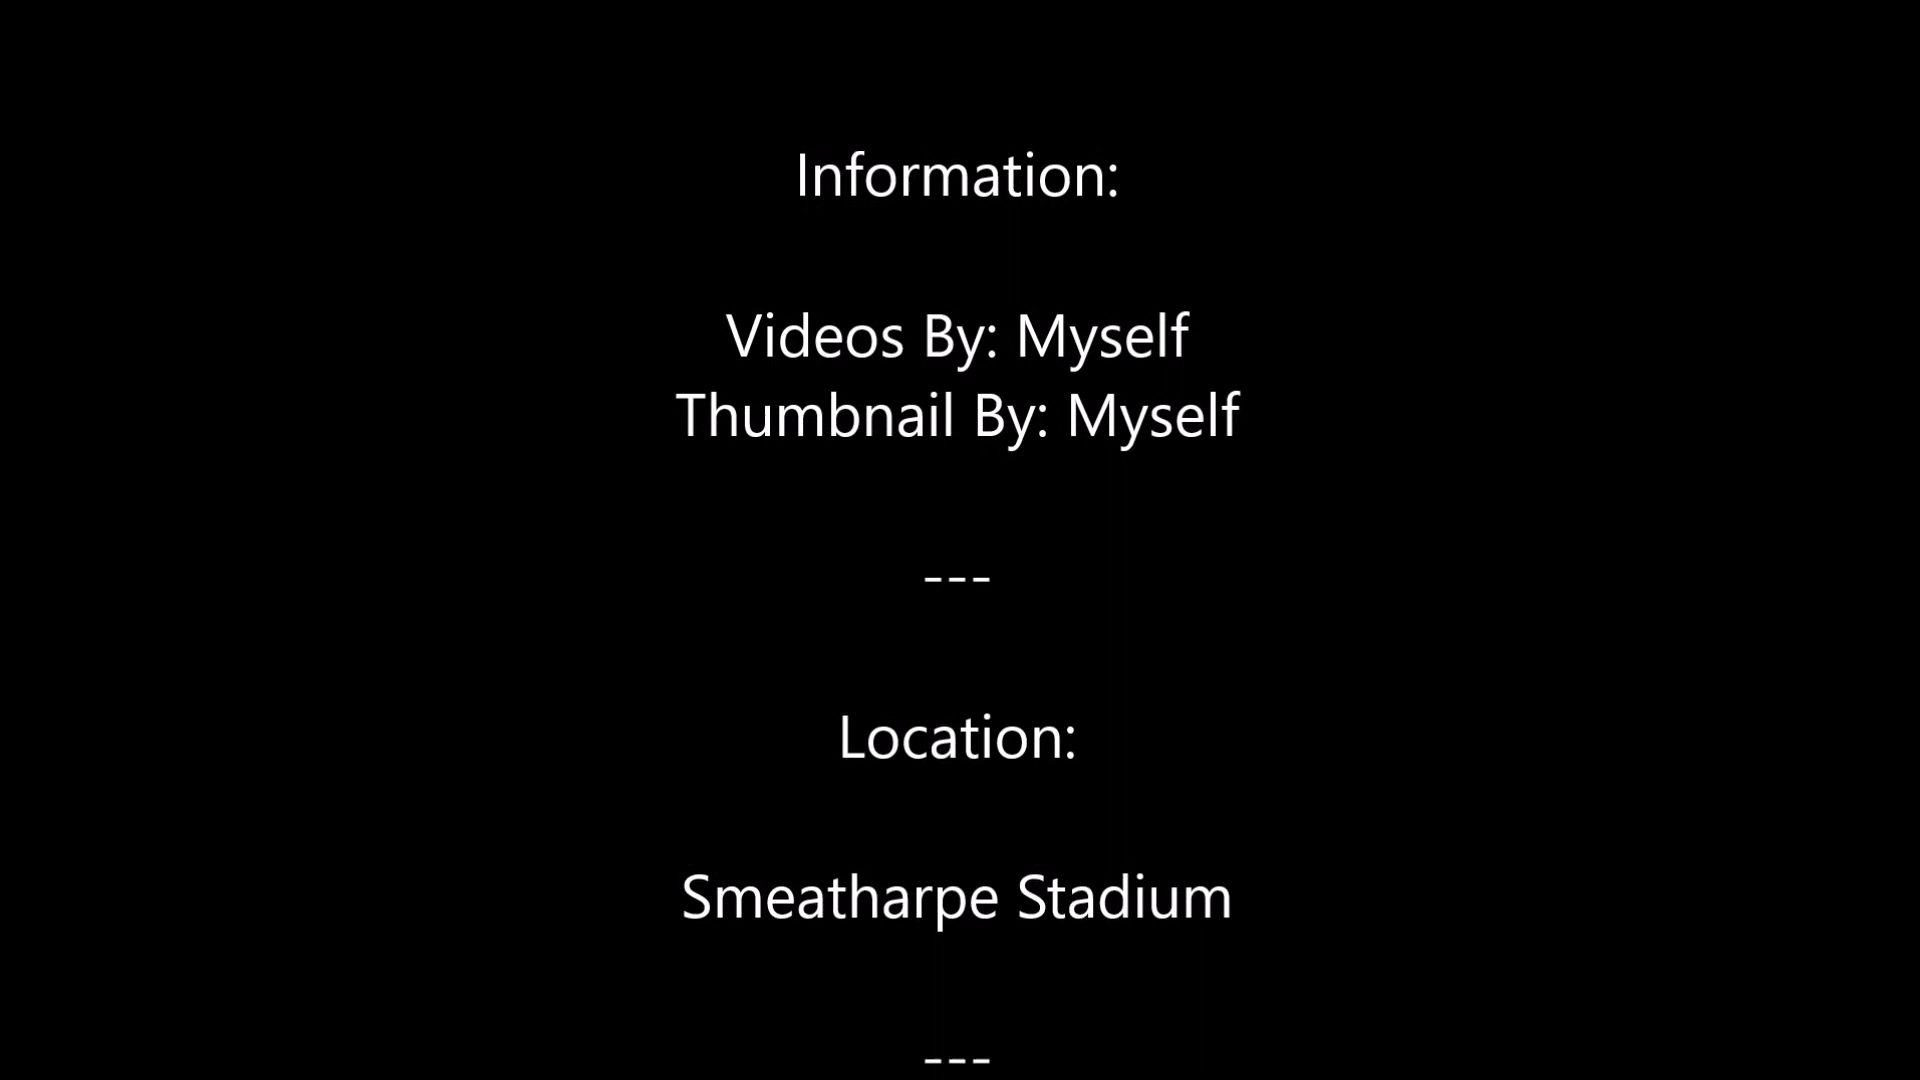 Information:
Videos By: Myself
Thumbnail By: Myself
---
Location:
Smeatharpe Stadium
---